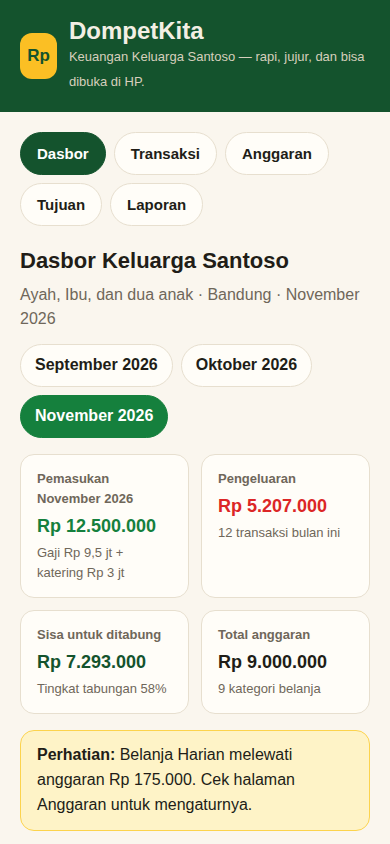 Rp
DompetKita
Keuangan Keluarga Santoso — rapi, jujur, dan bisa
dibuka di HP.
Dasbor
Transaksi
Anggaran
Tujuan
Laporan
Dasbor Keluarga Santoso
Ayah, Ibu, dan dua anak · Bandung · November
2026
September 2026
Oktober 2026
November 2026
Pemasukan
November 2026
Rp 12.500.000
Gaji Rp 9,5 jt +
katering Rp 3 jt
Pengeluaran
Rp 5.207.000
12 transaksi bulan ini
Sisa untuk ditabung
Rp 7.293.000
Tingkat tabungan 58%
Total anggaran
Rp 9.000.000
9 kategori belanja
Perhatian: Belanja Harian melewati
anggaran Rp 175.000. Cek halaman
Anggaran untuk mengaturnya.